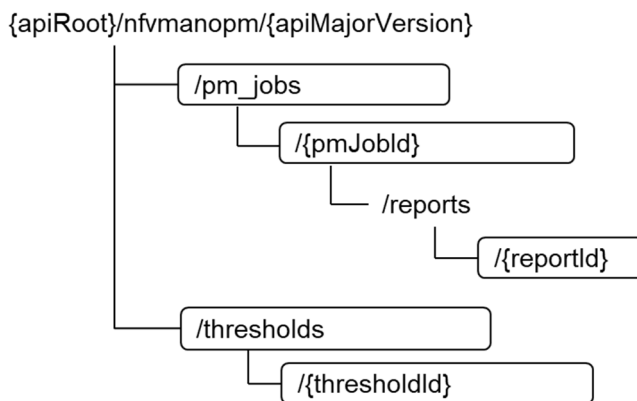 {apiRoot}/nfvmanopm/{apiMajorVersion}
/pm_jobs
/{pmJobId}
/reports
/{reportId}
/thresholds
/{thresholdId}